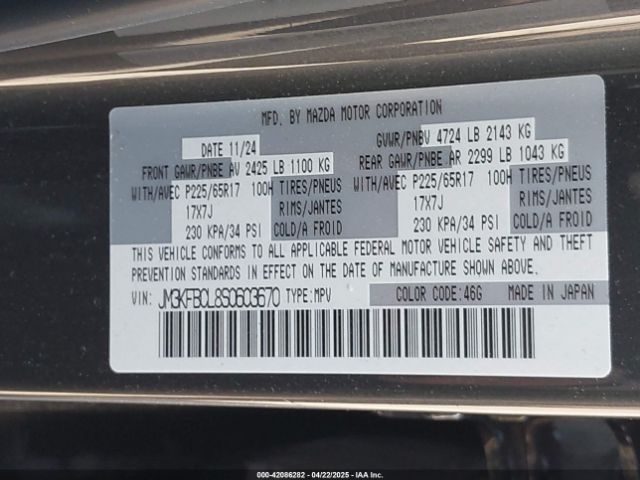 MFD. BY MAZDA MOTOR CORPORATION
DATE 11/24 GVWR/PNBV 4724 LB 2143 KG
FRONT GAWR/PNBE AV 2425 LB 1100 KG REAR GAWR/PNBE AR 2299 LB 1043 KG
WITH/AVEC P225/65R17 100H TIRES/PNEUS WITH/AVEC P225/65R17 100H TIRES/PNEUS
17X7J RIMS/JANTES 17X7J RIMS/JANTES
230 KPA/34 PSI COLD/A FROID 230 KPA/34 PSI COLD/A FROID
THIS VEHICLE CONFORMS TO ALL APPLICABLE FEDERAL MOTOR VEHICLE SAFETY AND THEFT
PREVENTION STANDARDS IN EFFECT ON THE DATE OF MANUFACTURE SHOWN ABOVE.
VIN: JM3KFBCL8S0603670 TYPE:MPV COLOR CODE:46G MADE IN JAPAN
000-42086282 - 04/22/2025 - IAA Inc.